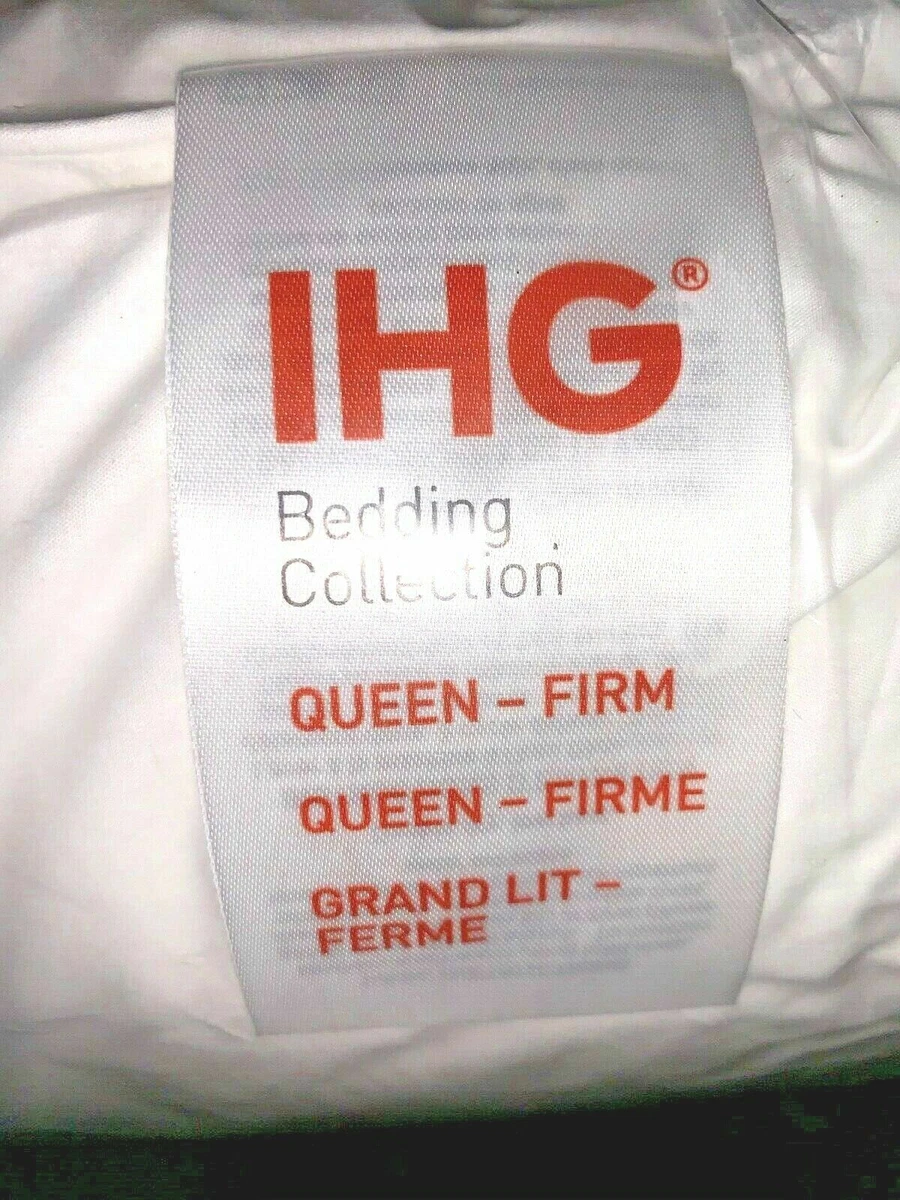 IHG®
Bedding
Collection
QUEEN – FIRM
QUEEN – FIRME
GRAND LIT –
FERME